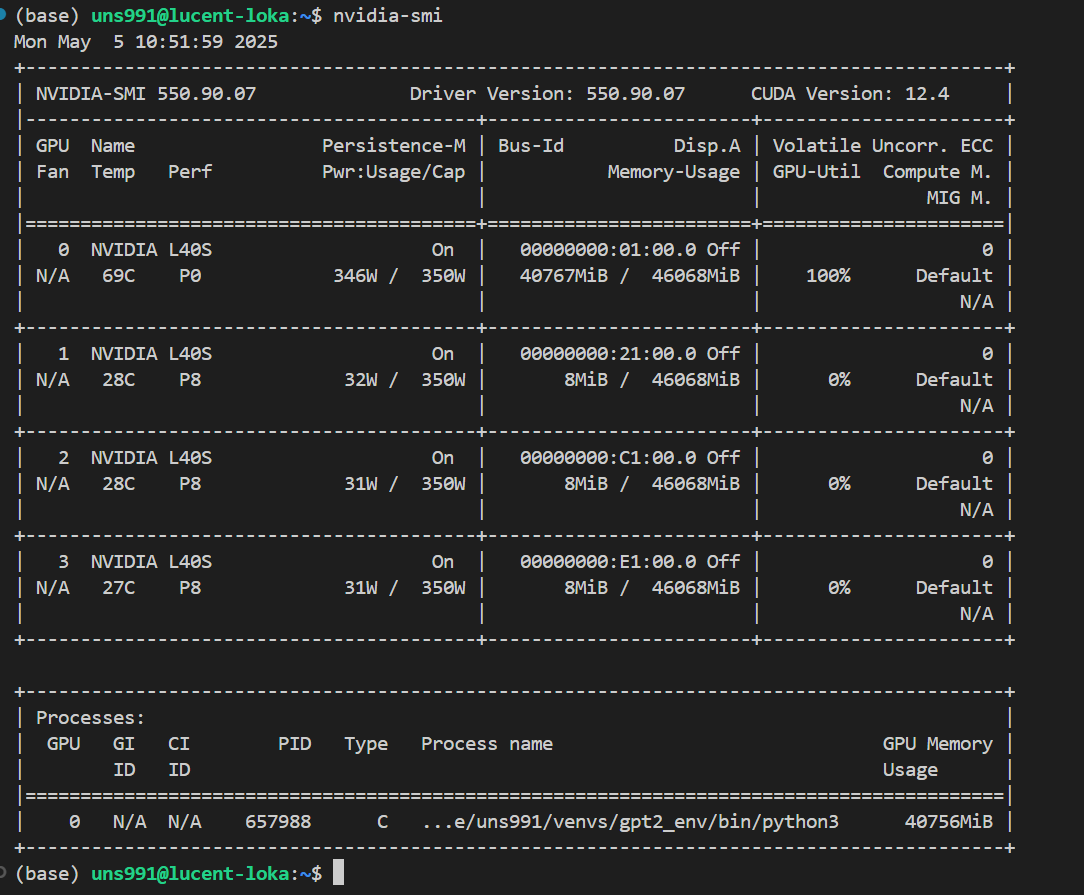 (base) uns991@lucent-loka:~$ nvidia-smi
Mon May  5 10:51:59 2025
+-----------------------------------------------------------------------------------------+
| NVIDIA-SMI 550.90.07              Driver Version: 550.90.07      CUDA Version: 12.4     |
|-----------------------------------------+------------------------+----------------------+
| GPU  Name                 Persistence-M | Bus-Id          Disp.A | Volatile Uncorr. ECC |
| Fan  Temp   Perf          Pwr:Usage/Cap |           Memory-Usage | GPU-Util  Compute M. |
|                                         |                        |               MIG M. |
|=========================================+========================+======================|
|   0  NVIDIA L40S                    On  |   00000000:01:00.0 Off |                    0 |
| N/A   69C    P0             346W /  350W |   40767MiB /  46068MiB |    100%      Default |
|                                         |                        |                  N/A |
+-----------------------------------------+------------------------+----------------------+
|   1  NVIDIA L40S                    On  |   00000000:21:00.0 Off |                    0 |
| N/A   28C    P8              32W /  350W |       8MiB /  46068MiB |      0%      Default |
|                                         |                        |                  N/A |
+-----------------------------------------+------------------------+----------------------+
|   2  NVIDIA L40S                    On  |   00000000:C1:00.0 Off |                    0 |
| N/A   28C    P8              31W /  350W |       8MiB /  46068MiB |      0%      Default |
|                                         |                        |                  N/A |
+-----------------------------------------+------------------------+----------------------+
|   3  NVIDIA L40S                    On  |   00000000:E1:00.0 Off |                    0 |
| N/A   27C    P8              31W /  350W |       8MiB /  46068MiB |      0%      Default |
|                                         |                        |                  N/A |
+-----------------------------------------+------------------------+----------------------+

+-----------------------------------------------------------------------------------------+
| Processes:                                                                              |
|  GPU   GI   CI        PID   Type   Process name                              GPU Memory |
|        ID   ID                                                               Usage      |
|=========================================================================================|
|    0   N/A  N/A    657988      C   ...e/uns991/venvs/gpt2_env/bin/python3      40756MiB |
+-----------------------------------------------------------------------------------------+
(base) uns991@lucent-loka:~$